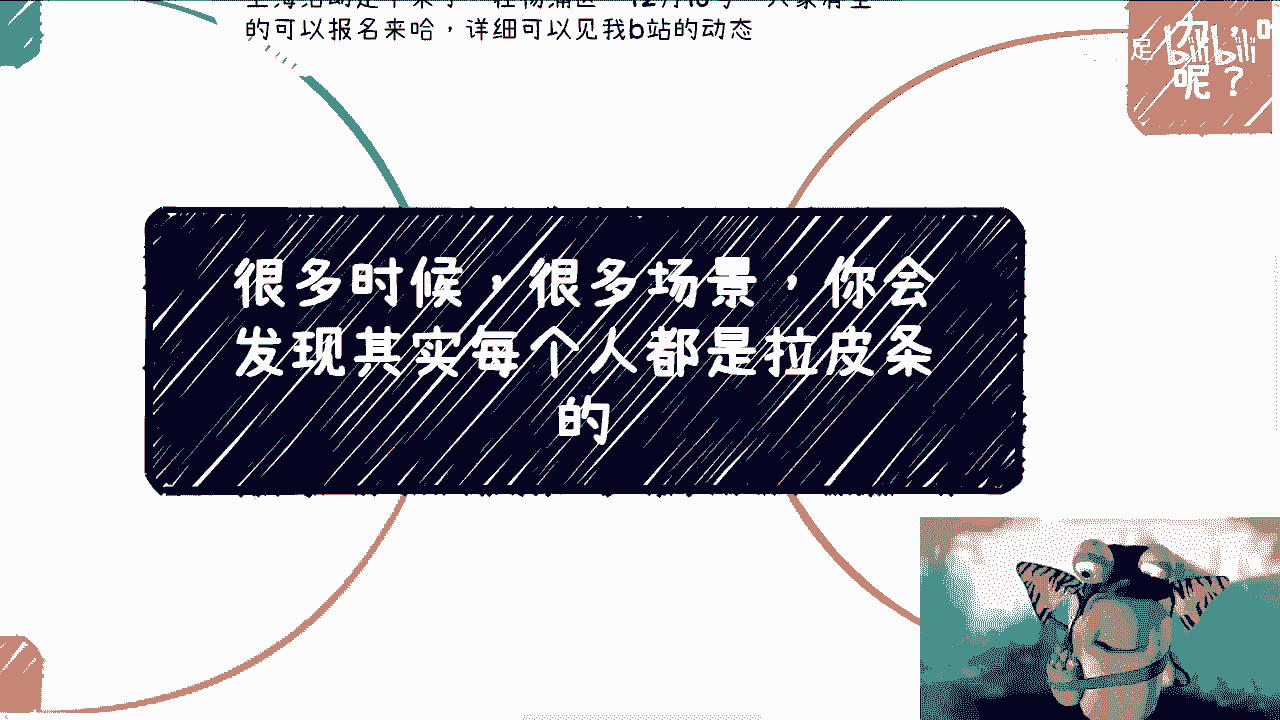 的可以报名来哈，详细可以见我b站的动态
足
bilibili
呢？
很多时候，很多场景，你会
发现其实每个人都是拉皮条
的